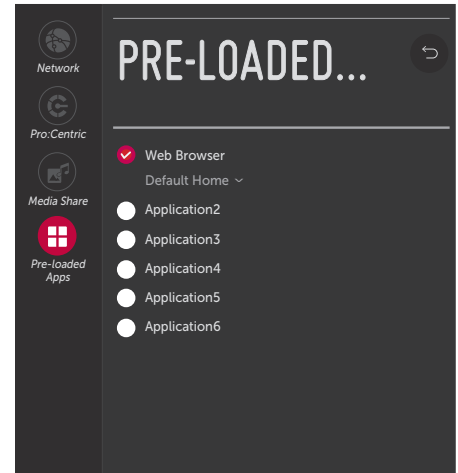 Network
Pro:Centric
Media Share
Pre-loaded
Apps
PRE-LOADED...
Web Browser
Default Home
Application2
Application3
Application4
Application5
Application6